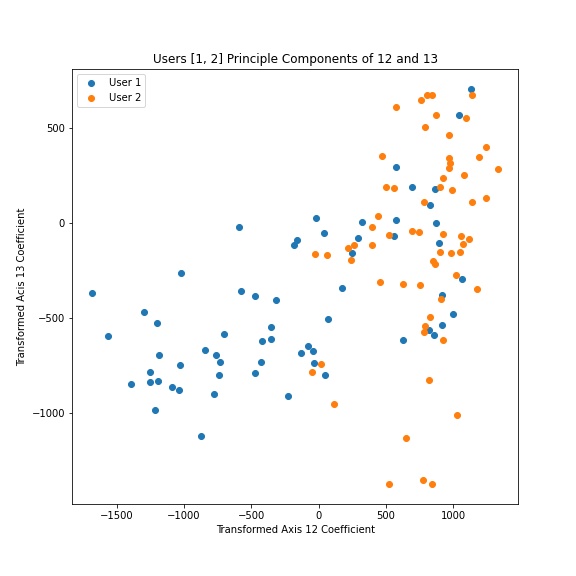 Users [1, 2] Principle Components of 12 and 13
User 1
User 2
500
0
−500
−1000
Transformed Acis 13 Coefficient
−1500
−1000
−500
0
500
1000
Transformed Axis 12 Coefficient